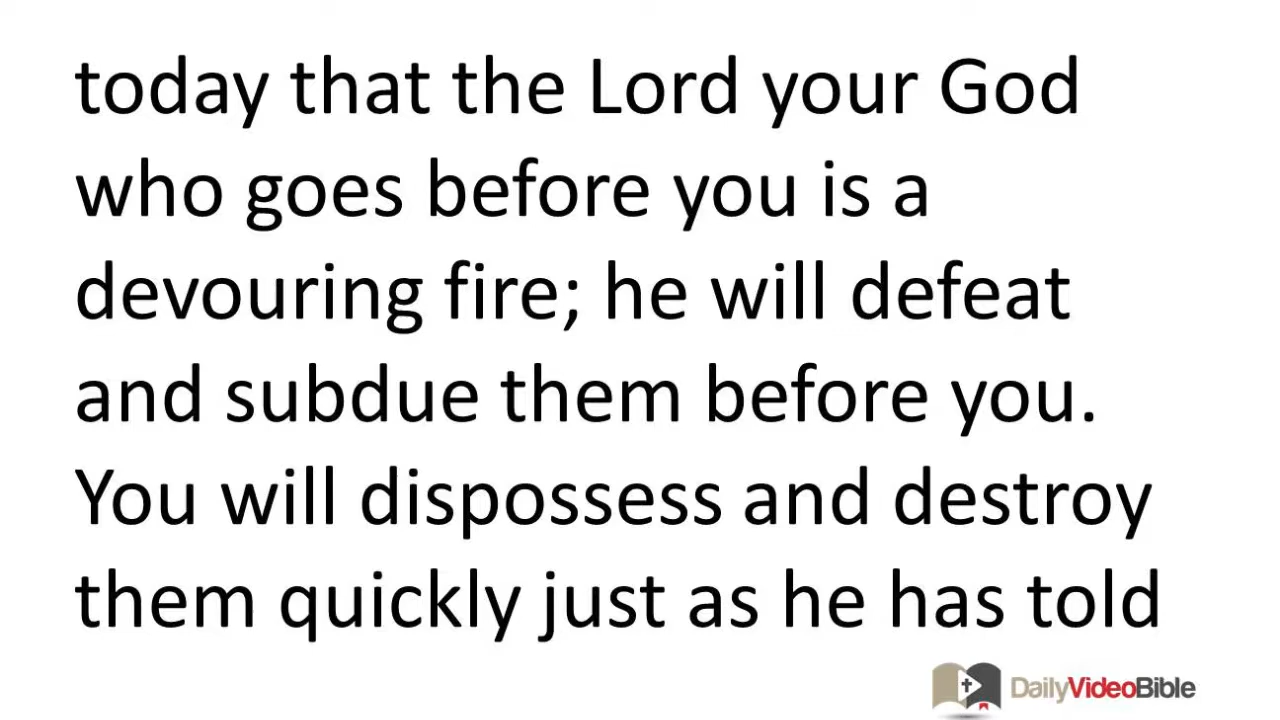 today that the Lord your God
who goes before you is a
devouring fire; he will defeat
and subdue them before you.
You will dispossess and destroy
them quickly just as he has told
DailyVideoBible